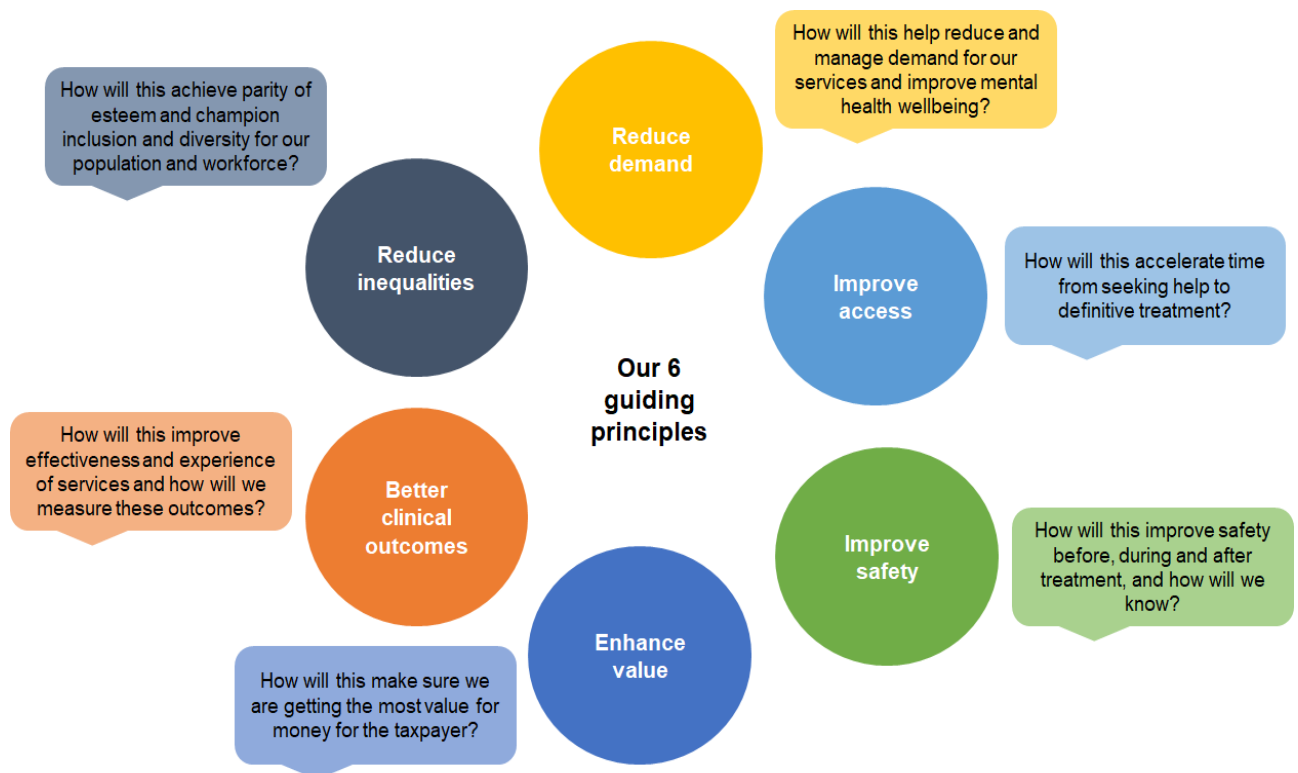 How will this help reduce and
manage demand for our
services and improve mental
health wellbeing?
How will this achieve parity of
esteem and champion
inclusion and diversity for our
population and workforce?
Reduce
demand
Reduce
inequalities
Improve
access
How will this accelerate time
from seeking help to
definitive treatment?
Our 6
guiding
principles
How will this improve
effectiveness and experience
of services and how will we
measure these outcomes?
Better
clinical
outcomes
Improve
safety
How will this improve safety
before, during and after
treatment, and how will we
know?
Enhance
value
How will this make sure we
are getting the most value for
money for the taxpayer?